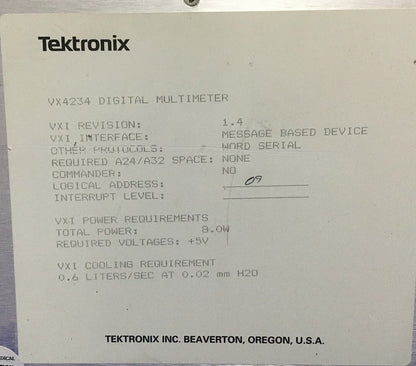 Tektronix
VX4234 DIGITAL MULTIMETER
VXI REVISION: 1.4
VXI INTERFACE: MESSAGE BASED DEVICE
OTHER PROTOCOLS: WORD SERIAL
REQUIRED A24/A32 SPACE: NONE
COMMANDER: NO
LOGICAL ADDRESS: 09
INTERRUPT LEVEL:
VXI POWER REQUIREMENTS
TOTAL POWER: 8.0W
REQUIRED VOLTAGES: +5V
VXI COOLING REQUIREMENT
0.6 LITERS/SEC AT 0.02 mm H2O
TEKTRONIX INC. BEAVERTON, OREGON, U.S.A.